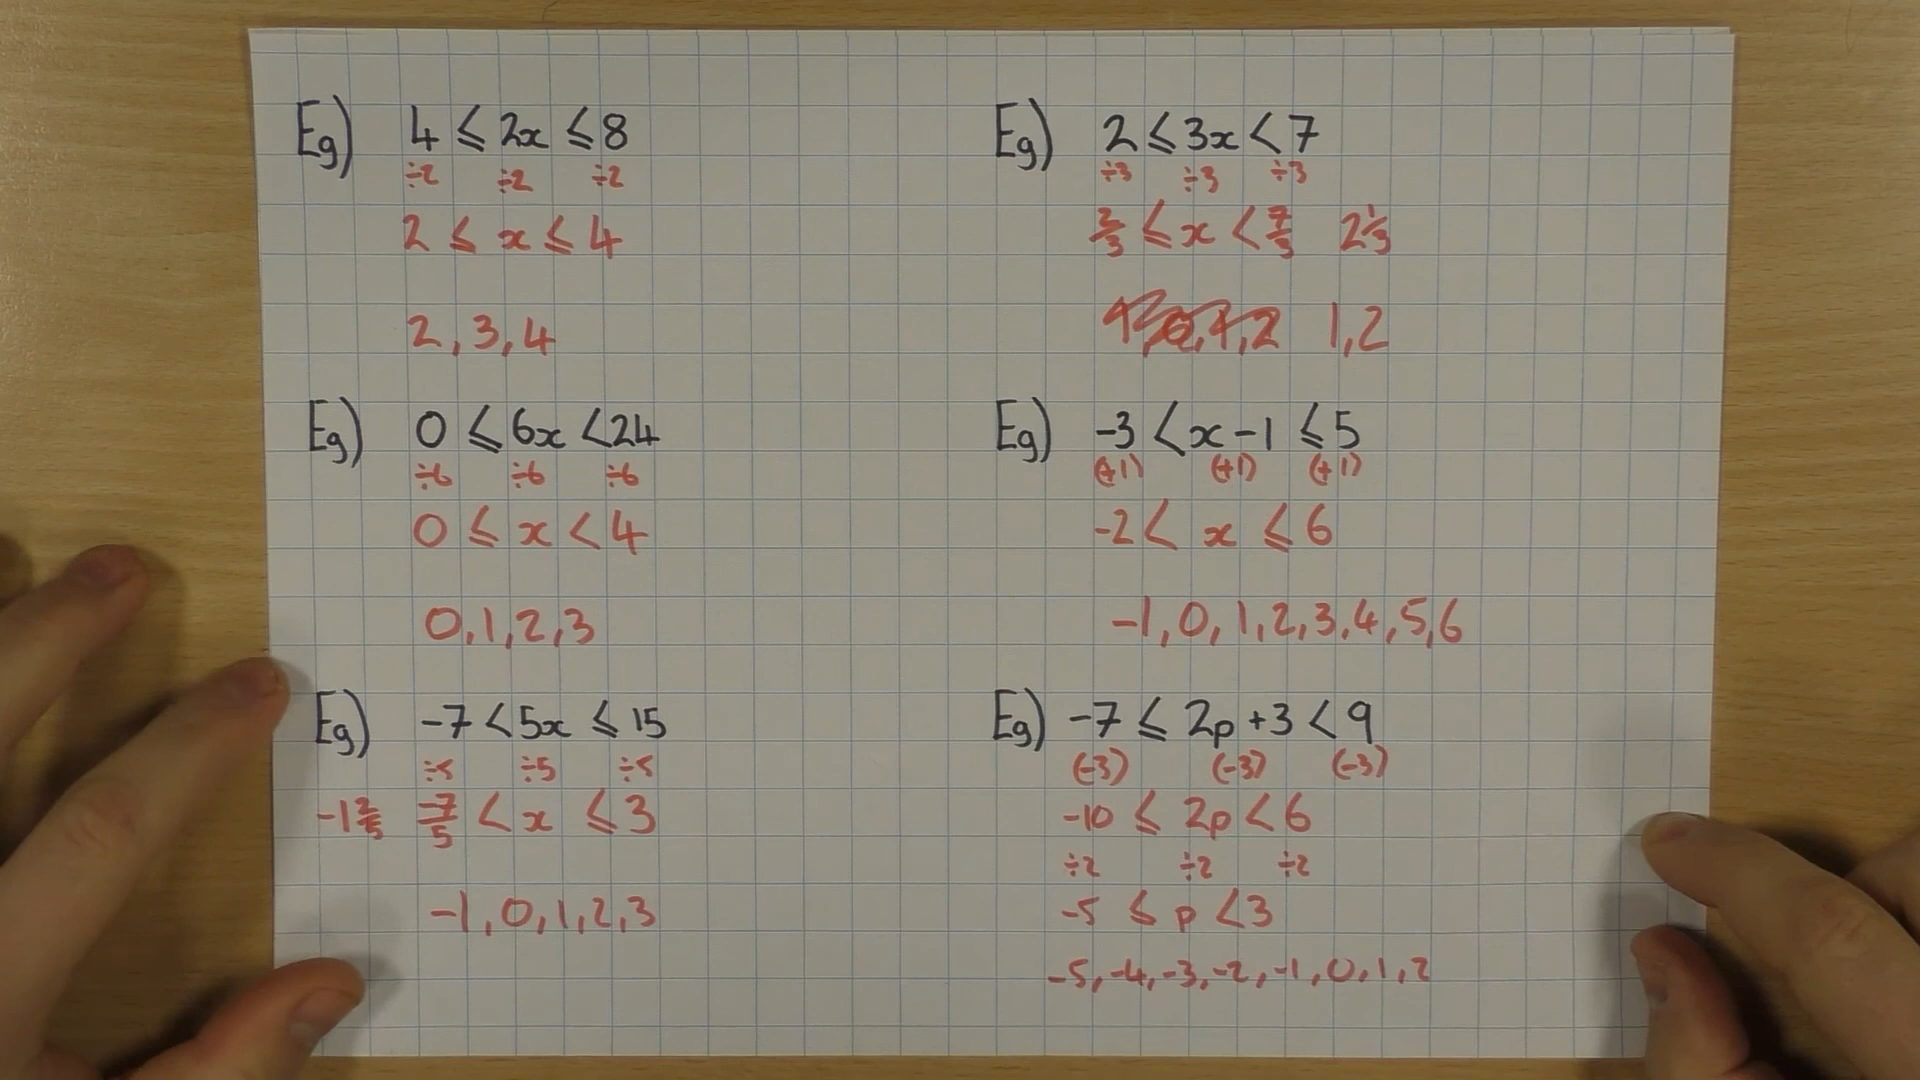 Eg) 4 ≤ 2x ≤ 8
÷2 ÷2 ÷2
2 ≤ x ≤ 4
2, 3, 4
Eg) 2 ≤ 3x < 7
÷3 ÷3 ÷3
2/3 ≤ x < 7/3 2 1/3
1, 2
Eg) 0 ≤ 6x < 24
÷6 ÷6 ÷6
0 ≤ x < 4
0, 1, 2, 3
Eg) -3 < x - 1 ≤ 5
(+1) (+1) (+1)
-2 < x ≤ 6
-1, 0, 1, 2, 3, 4, 5, 6
Eg) -7 < 5x ≤ 15
÷5 ÷5 ÷5
-1 2/5 -7/5 < x ≤ 3
-1, 0, 1, 2, 3
Eg) -7 ≤ 2p + 3 < 9
(-3) (-3) (-3)
-10 ≤ 2p < 6
÷2 ÷2 ÷2
-5 ≤ p < 3
-5, -4, -3, -2, -1, 0, 1, 2